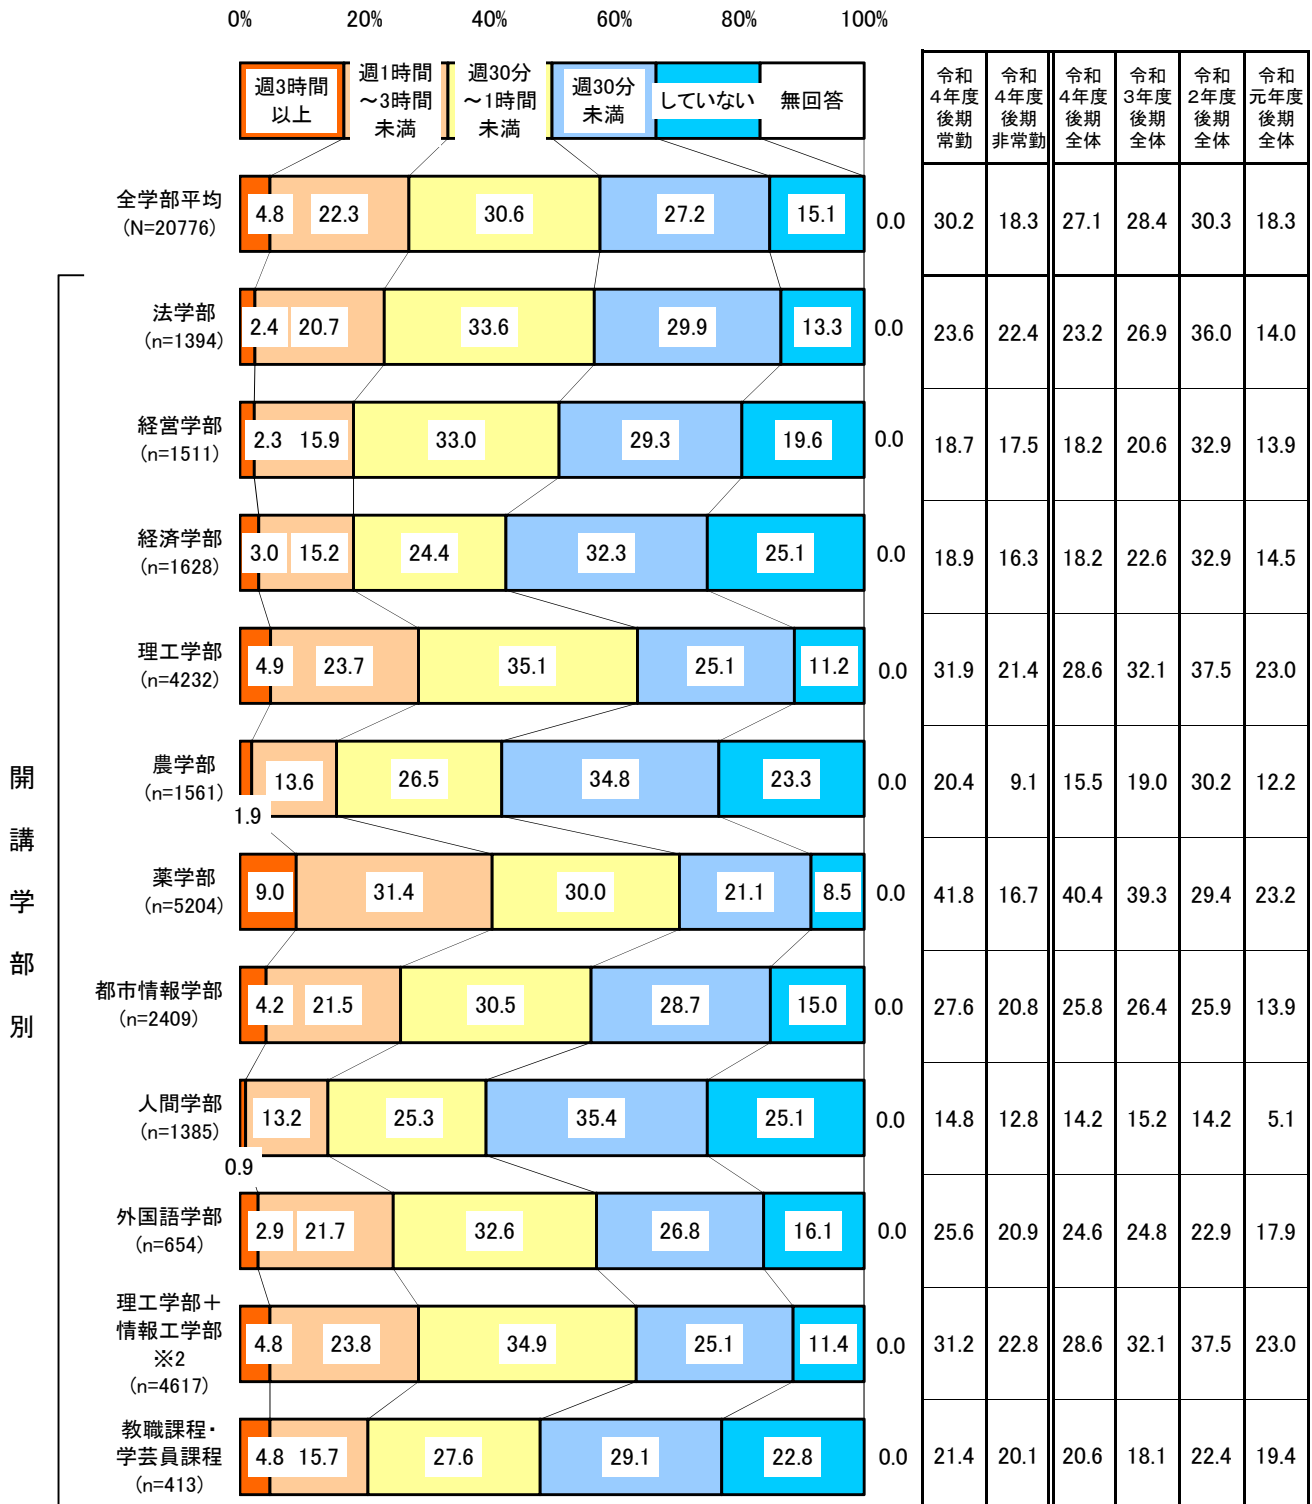 0% 20% 40% 60% 80% 100%
週3時間
以上
週1時間
～3時間
未満
週30分
～1時間
未満
週30分
未満
していない
無回答
令和
4年度
後期
常勤
令和
4年度
後期
非常勤
令和
4年度
後期
全体
令和
3年度
後期
全体
令和
2年度
後期
全体
令和
元年度
後期
全体
全学部平均
(N=20776)
4.8 22.3 30.6 27.2 15.1 0.0 30.2 18.3 27.1 28.4 30.3 18.3
開講学部別
法学部
(n=1394)
2.4 20.7 33.6 29.9 13.3 0.0 23.6 22.4 23.2 26.9 36.0 14.0
経営学部
(n=1511)
2.3 15.9 33.0 29.3 19.6 0.0 18.7 17.5 18.2 20.6 32.9 13.9
経済学部
(n=1628)
3.0 15.2 24.4 32.3 25.1 0.0 18.9 16.3 18.2 22.6 32.9 14.5
理工学部
(n=4232)
4.9 23.7 35.1 25.1 11.2 0.0 31.9 21.4 28.6 32.1 37.5 23.0
農学部
(n=1561)
1.9 13.6 26.5 34.8 23.3 0.0 20.4 9.1 15.5 19.0 30.2 12.2
薬学部
(n=5204)
9.0 31.4 30.0 21.1 8.5 0.0 41.8 16.7 40.4 39.3 29.4 23.2
都市情報学部
(n=2409)
4.2 21.5 30.5 28.7 15.0 0.0 27.6 20.8 25.8 26.4 25.9 13.9
人間学部
(n=1385)
0.9 13.2 25.3 35.4 25.1 0.0 14.8 12.8 14.2 15.2 14.2 5.1
外国語学部
(n=654)
2.9 21.7 32.6 26.8 16.1 0.0 25.6 20.9 24.6 24.8 22.9 17.9
理工学部＋
情報工学部
※2
(n=4617)
4.8 23.8 34.9 25.1 11.4 0.0 31.2 22.8 28.6 32.1 37.5 23.0
教職課程・
学芸員課程
(n=413)
4.8 15.7 27.6 29.1 22.8 0.0 21.4 20.1 20.6 18.1 22.4 19.4